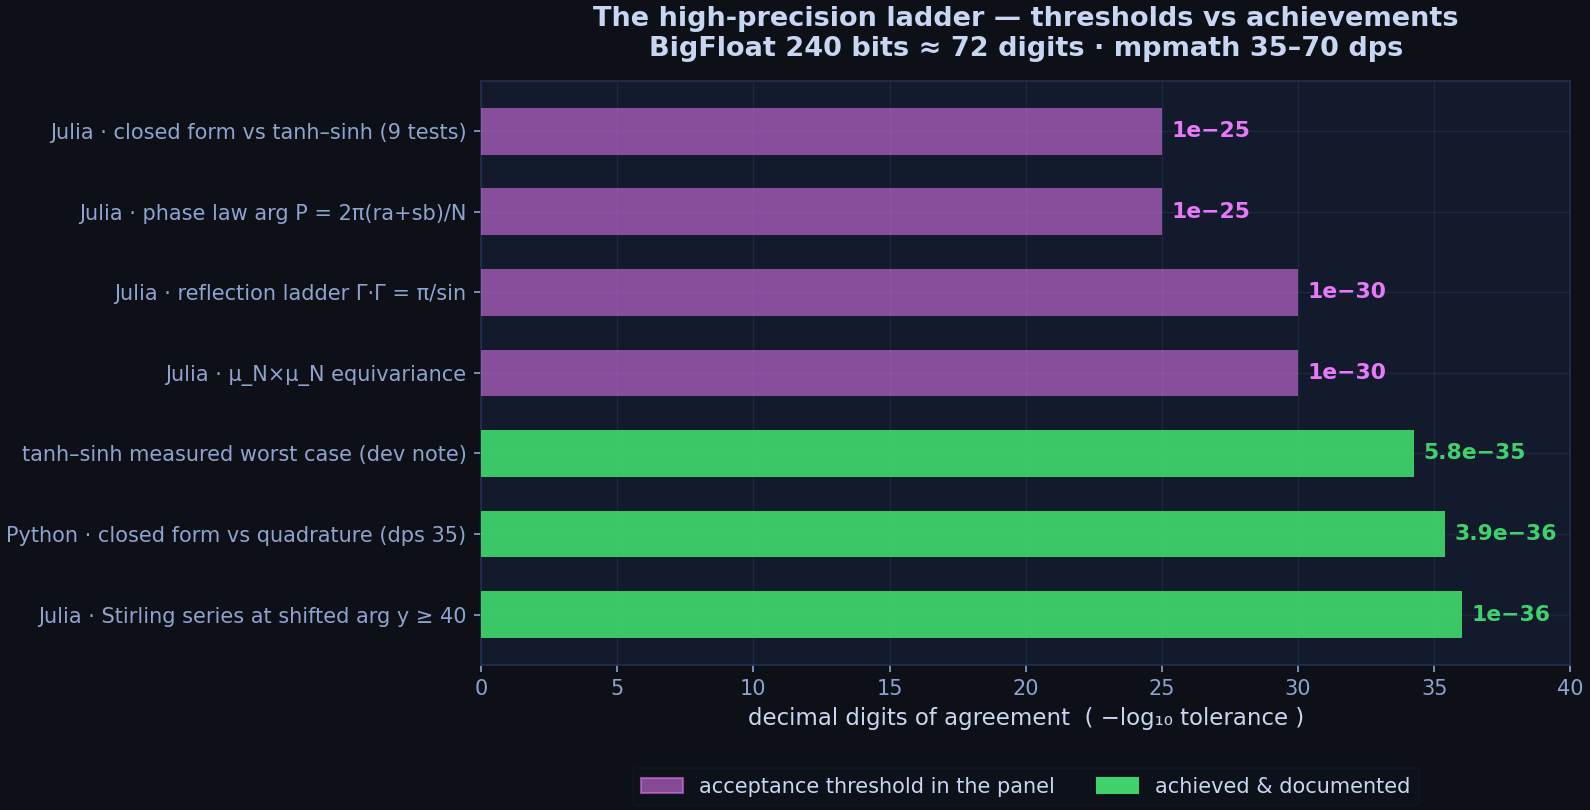 The high-precision ladder — thresholds vs achievements
BigFloat 240 bits ≈ 72 digits · mpmath 35–70 dps
Julia · closed form vs tanh–sinh (9 tests)
1e−25
Julia · phase law arg P = 2π(ra+sb)/N
1e−25
Julia · reflection ladder Γ·Γ = π/sin
1e−30
Julia · μ_N×μ_N equivariance
1e−30
tanh–sinh measured worst case (dev note)
5.8e−35
Python · closed form vs quadrature (dps 35)
3.9e−36
Julia · Stirling series at shifted arg y ≥ 40
1e−36
0 5 10 15 20 25 30 35 40
decimal digits of agreement ( −log₁₀ tolerance )
acceptance threshold in the panel achieved & documented